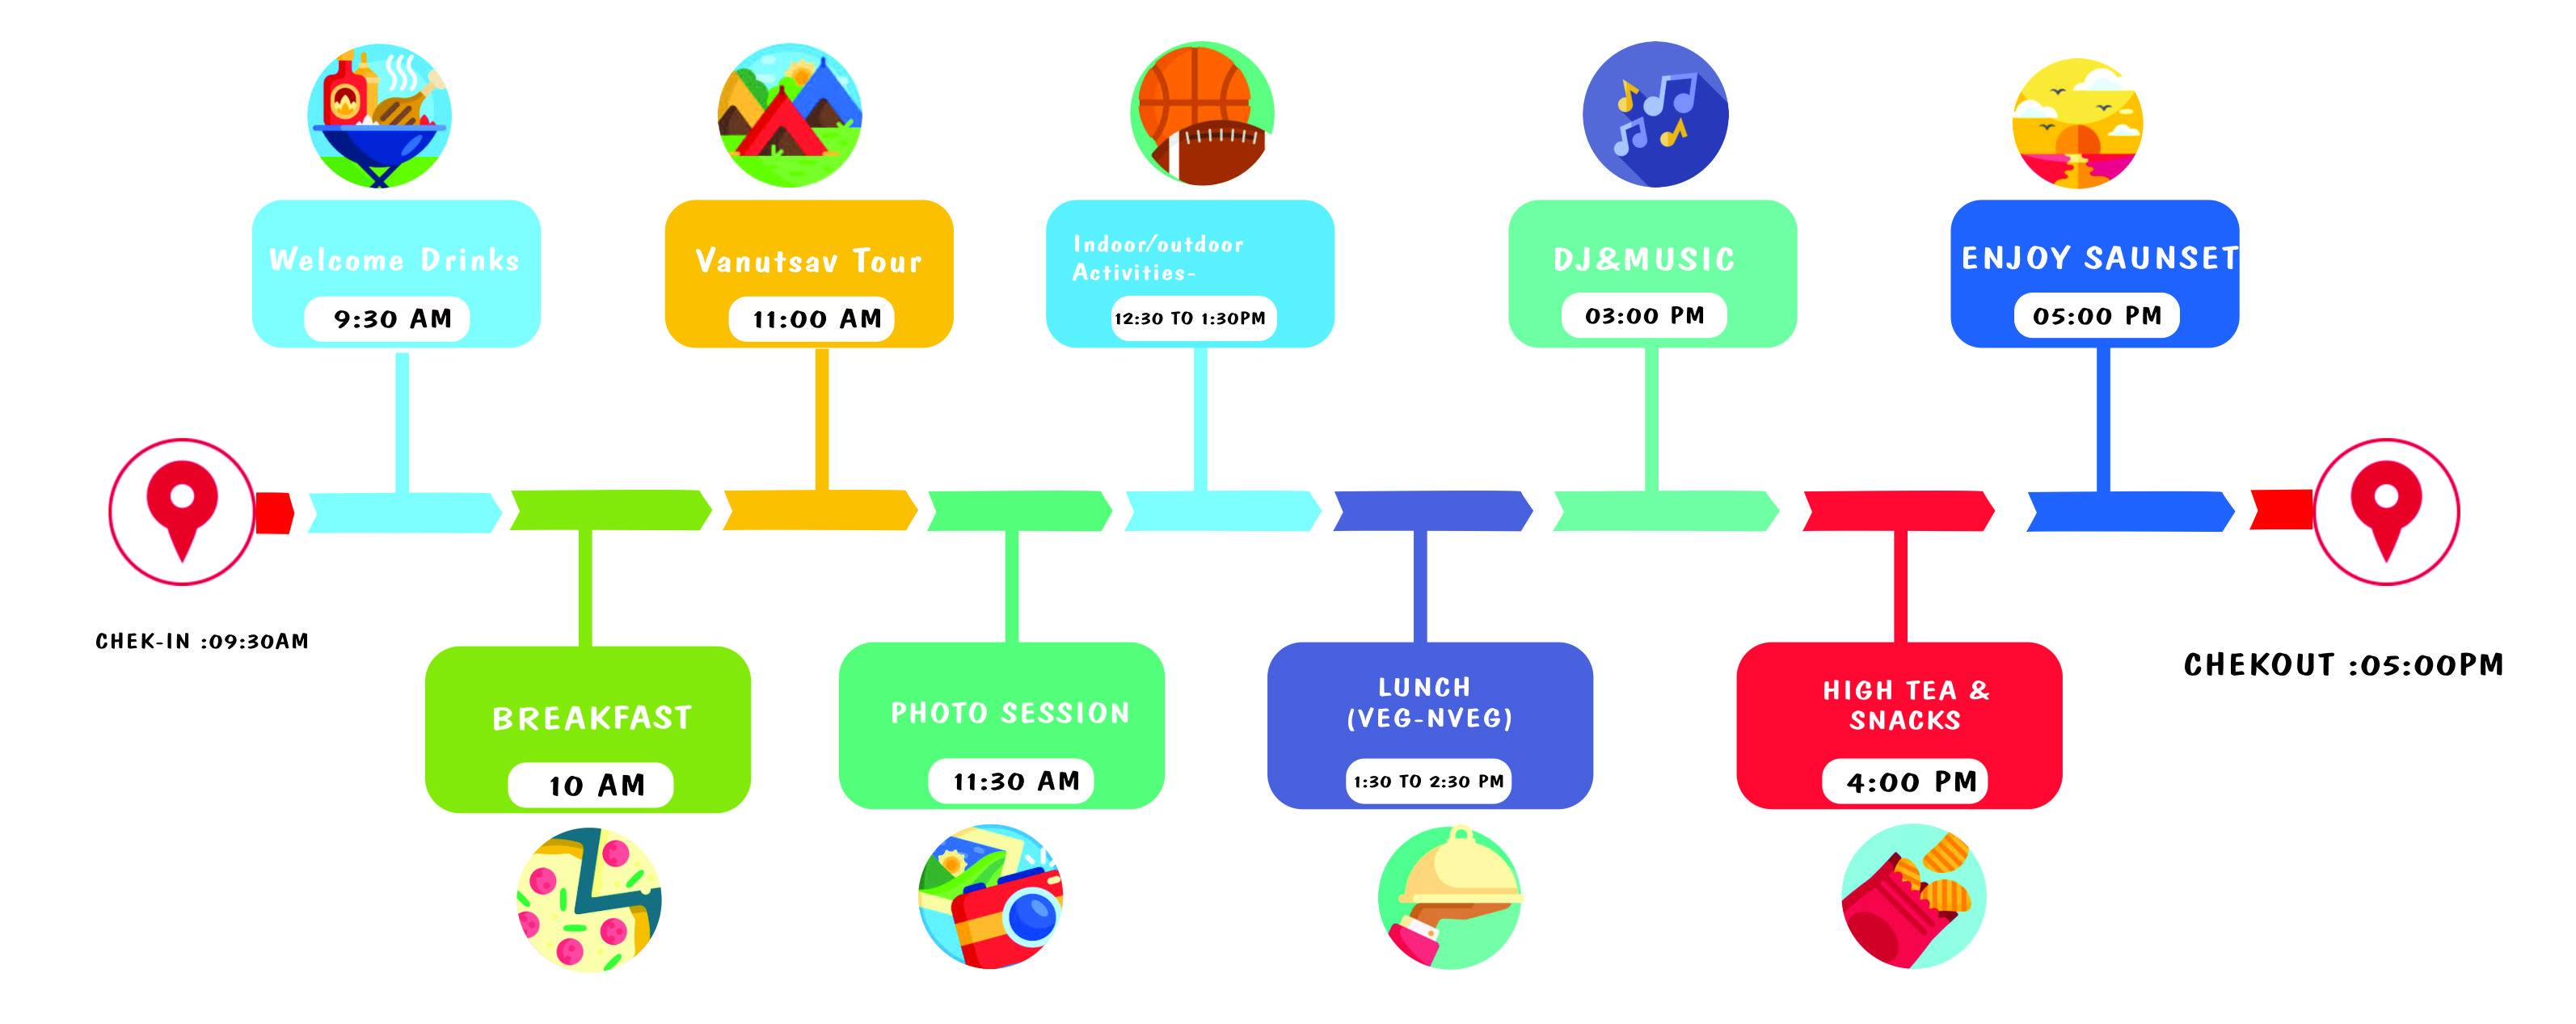 Welcome Drinks
9:30 AM
Vanutsav Tour
11:00 AM
Indoor/outdoor
Activities-
12:30 TO 1:30PM
DJ&MUSIC
03:00 PM
ENJOY SAUNSET
05:00 PM
CHEK-IN :09:30AM
CHEKOUT :05:00PM
BREAKFAST
10 AM
PHOTO SESSION
11:30 AM
LUNCH
(VEG-NVEG)
1:30 TO 2:30 PM
HIGH TEA &
SNACKS
4:00 PM